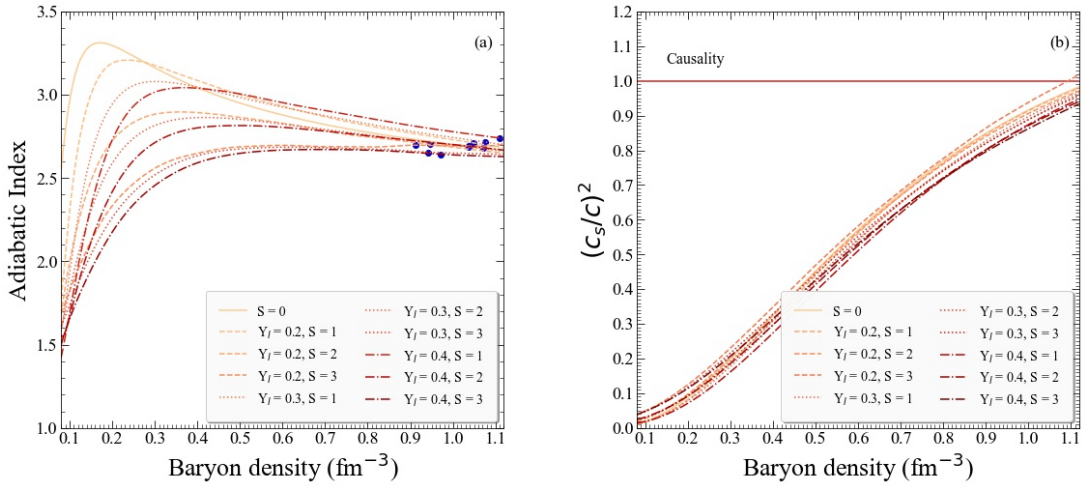 (a)
Adiabatic Index
3.5
3.0
2.5
2.0
1.5
1.0
S = 0
Y_l = 0.2, S = 1
Y_l = 0.2, S = 2
Y_l = 0.2, S = 3
Y_l = 0.3, S = 1
Y_l = 0.3, S = 2
Y_l = 0.3, S = 3
Y_l = 0.4, S = 1
Y_l = 0.4, S = 2
Y_l = 0.4, S = 3
0.1 0.2 0.3 0.4 0.5 0.6 0.7 0.8 0.9 1.0 1.1
Baryon density (fm⁻³)
(b)
Causality
(c_s/c)²
1.2
1.1
1.0
0.9
0.8
0.7
0.6
0.5
0.4
0.3
0.2
0.1
0.0
S = 0
Y_l = 0.2, S = 1
Y_l = 0.2, S = 2
Y_l = 0.2, S = 3
Y_l = 0.3, S = 1
Y_l = 0.3, S = 2
Y_l = 0.3, S = 3
Y_l = 0.4, S = 1
Y_l = 0.4, S = 2
Y_l = 0.4, S = 3
0.1 0.2 0.3 0.4 0.5 0.6 0.7 0.8 0.9 1.0 1.1
Baryon density (fm⁻³)